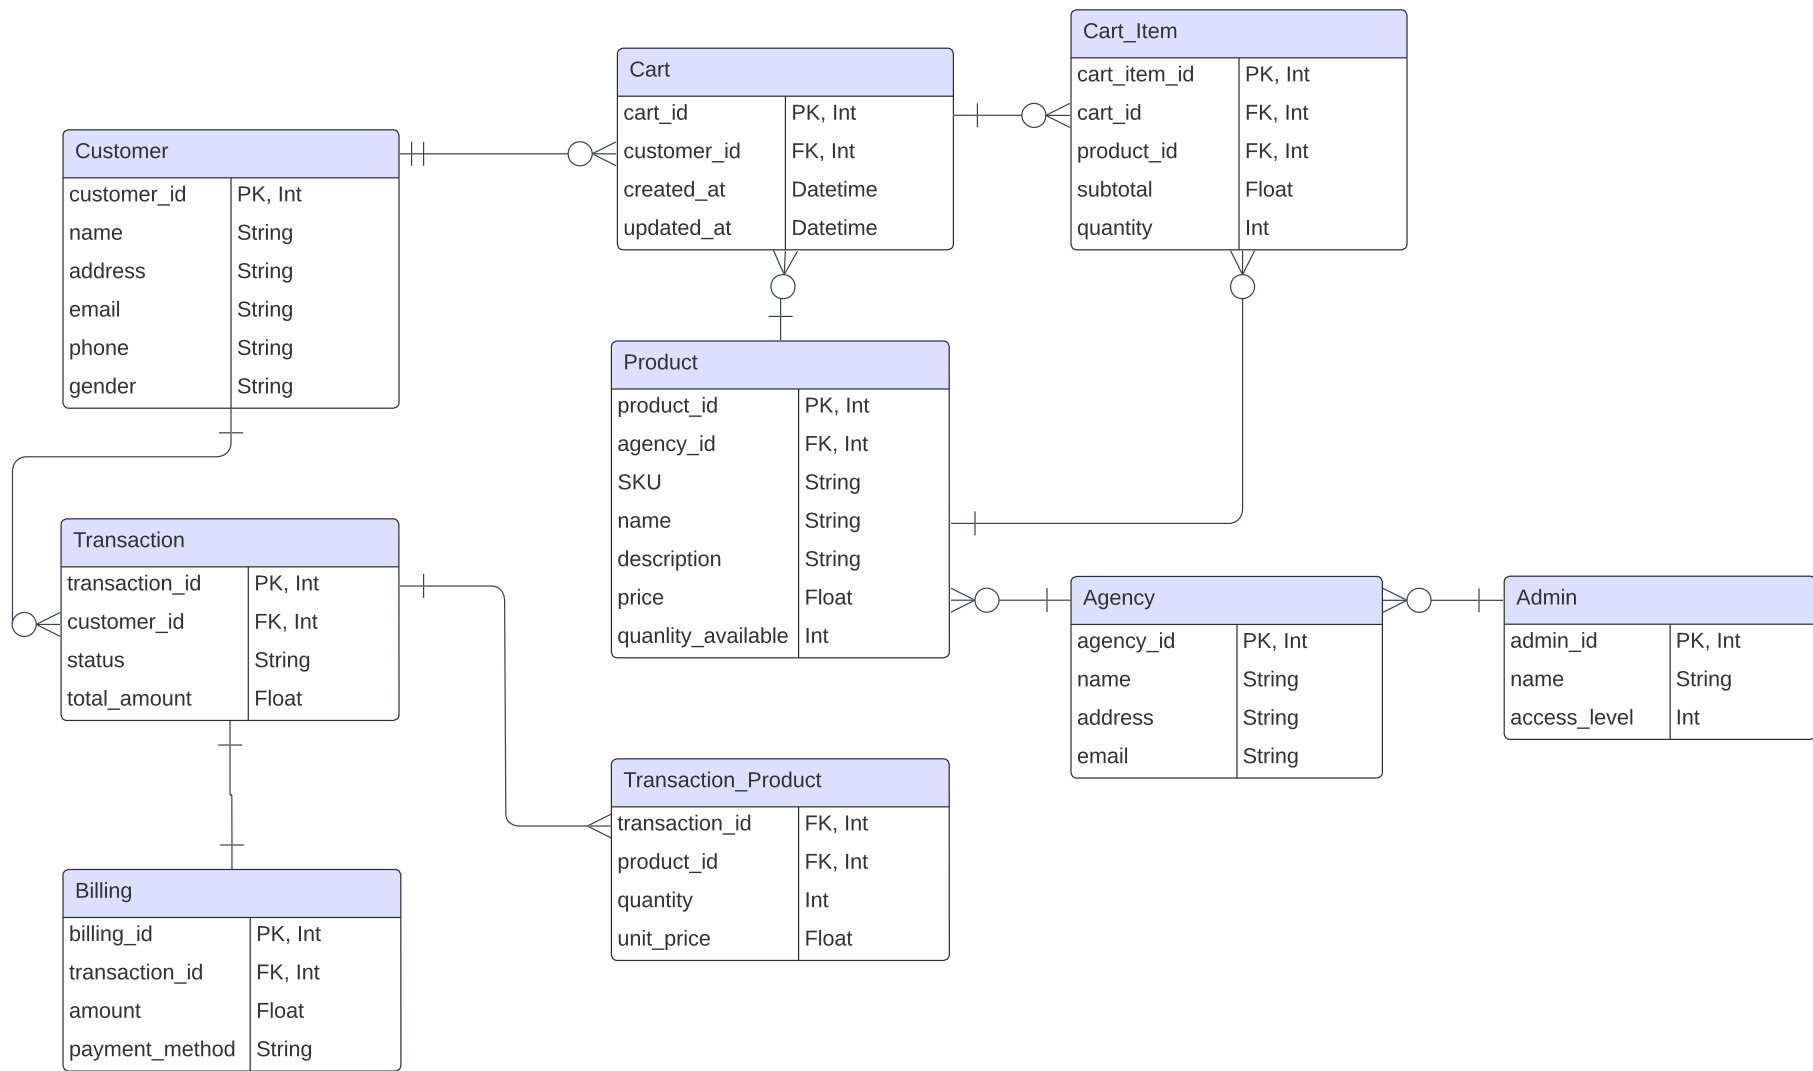 Cart_Item
cart_item_id PK, Int
cart_id FK, Int
product_id FK, Int
subtotal Float
quantity Int
Cart
cart_id PK, Int
customer_id FK, Int
created_at Datetime
updated_at Datetime
Customer
customer_id PK, Int
name String
address String
email String
phone String
gender String
Product
product_id PK, Int
agency_id FK, Int
SKU String
name String
description String
price Float
quanlity_available Int
Transaction
transaction_id PK, Int
customer_id FK, Int
status String
total_amount Float
Agency
agency_id PK, Int
name String
address String
email String
Admin
admin_id PK, Int
name String
access_level Int
Transaction_Product
transaction_id FK, Int
product_id FK, Int
quantity Int
unit_price Float
Billing
billing_id PK, Int
transaction_id FK, Int
amount Float
payment_method String